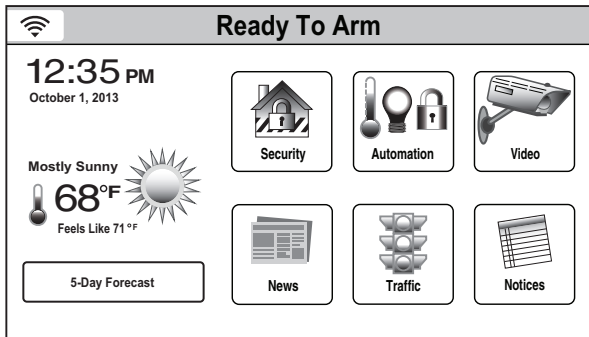 Ready To Arm
12:35 PM
October 1, 2013
Mostly Sunny
68°F
Feels Like 71°F
5-Day Forecast
Security
Automation
Video
News
Traffic
Notices